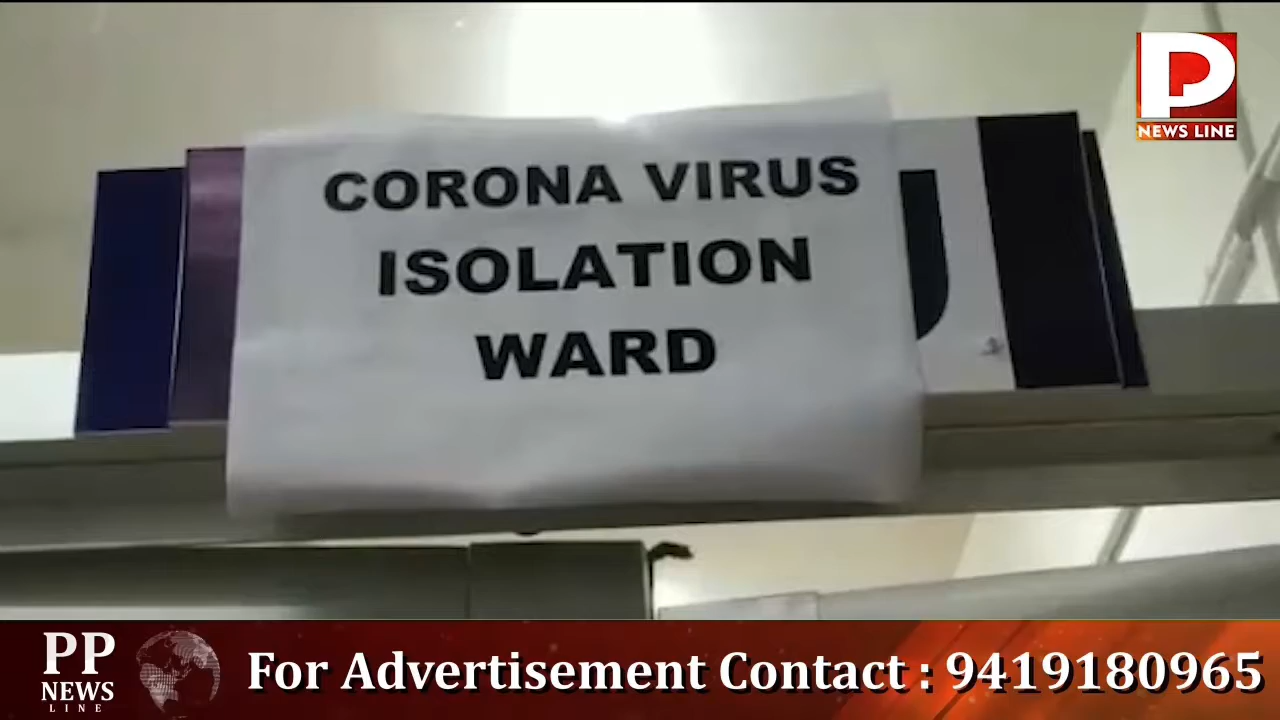 P
NEWS LINE
CORONA VIRUS
ISOLATION
WARD
PP
NEWS
LINE
For Advertisement Contact : 9419180965